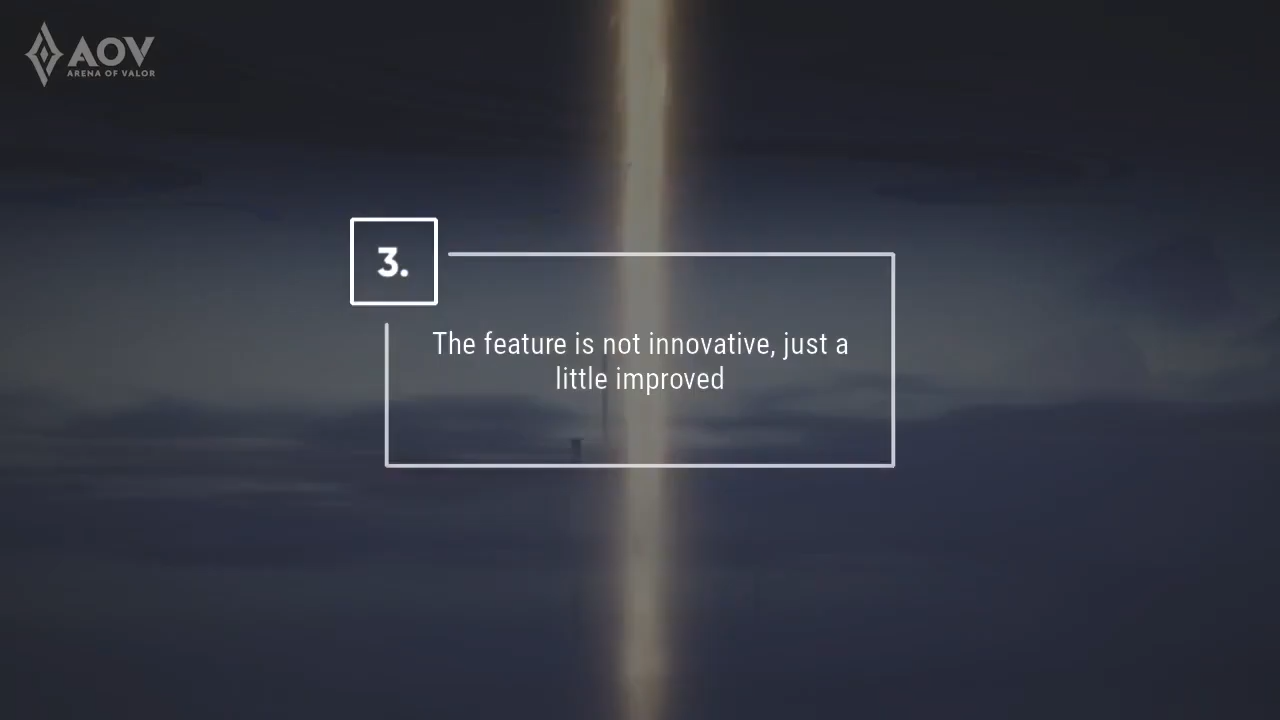 AOV
ARENA OF VALOR
3.
The feature is not innovative, just a
little improved